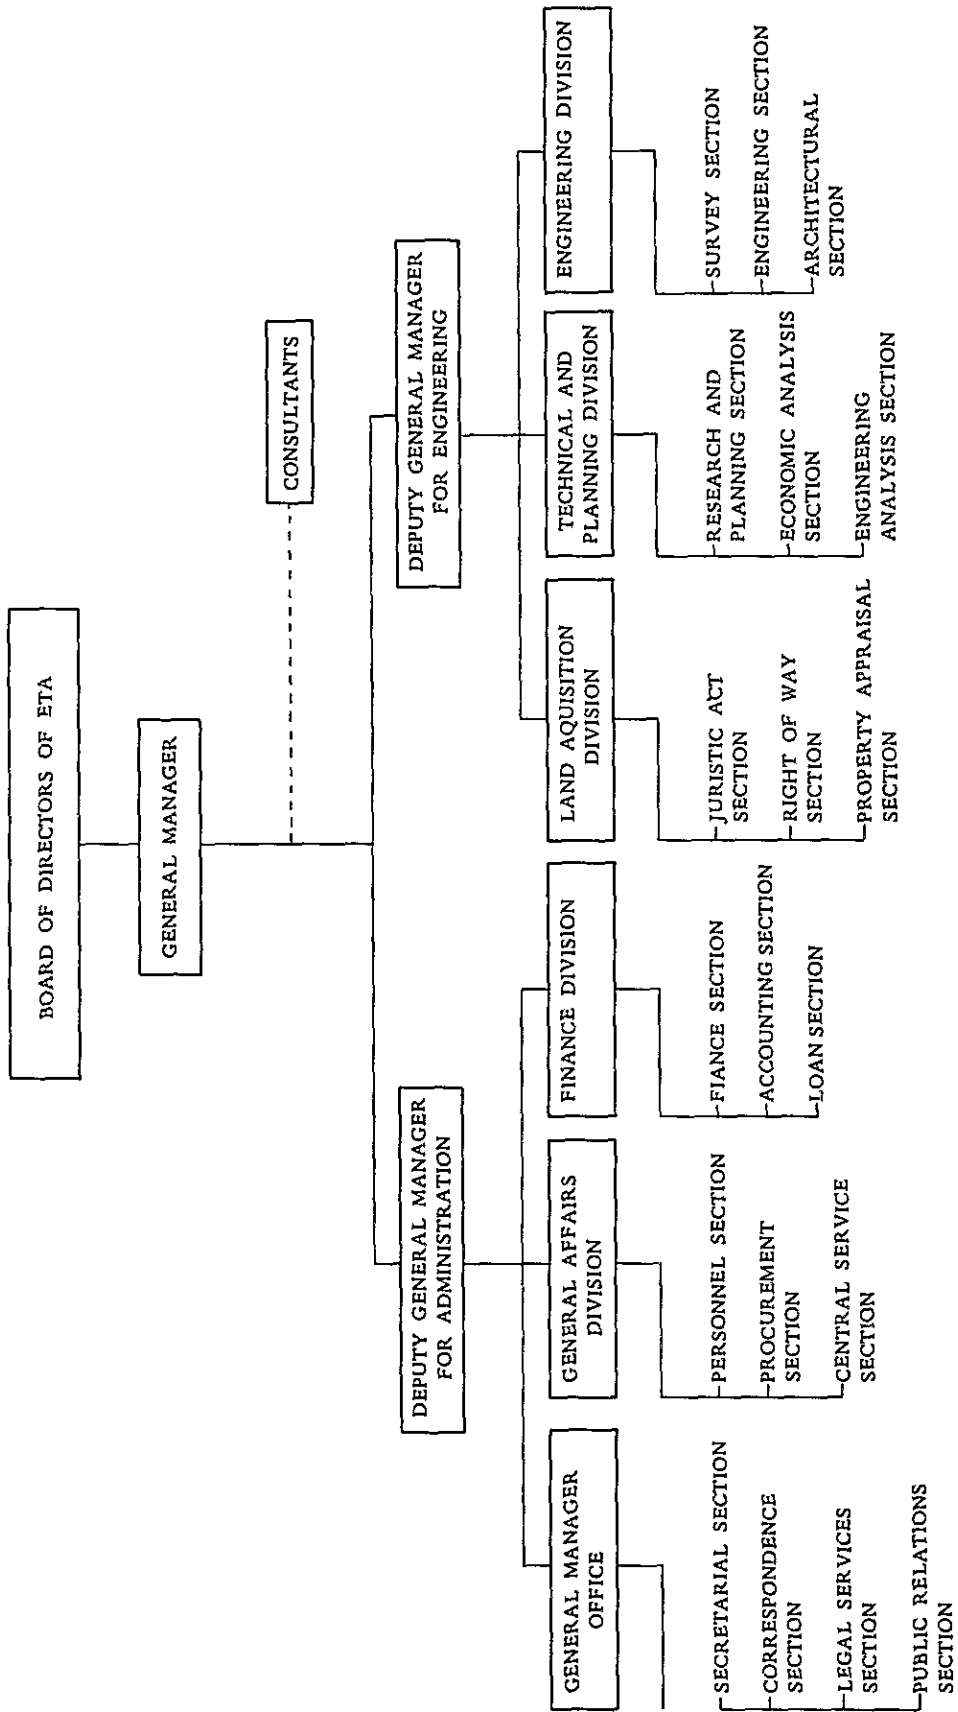 BOARD OF DIRECTORS OF ETA
GENERAL MANAGER
CONSULTANTS
DEPUTY GENERAL MANAGER
FOR ADMINISTRATION
DEPUTY GENERAL MANAGER
FOR ENGINEERING
GENERAL MANAGER
OFFICE
GENERAL AFFAIRS
DIVISION
FINANCE DIVISION
LAND AQUISITION
DIVISION
TECHNICAL AND
PLANNING DIVISION
ENGINEERING DIVISION
SECRETARIAL SECTION
CORRESPONDENCE
SECTION
LEGAL SERVICES
SECTION
PUBLIC RELATIONS
SECTION
PERSONNEL SECTION
PROCUREMENT
SECTION
CENTRAL SERVICE
SECTION
FIANCE SECTION
ACCOUNTING SECTION
LOAN SECTION
JURISTIC ACT
SECTION
RIGHT OF WAY
SECTION
PROPERTY APPRAISAL
SECTION
RESEARCH AND
PLANNING SECTION
ECONOMIC ANALYSIS
SECTION
ENGINEERING
ANALYSIS SECTION
SURVEY SECTION
ENGINEERING SECTION
ARCHITECTURAL
SECTION